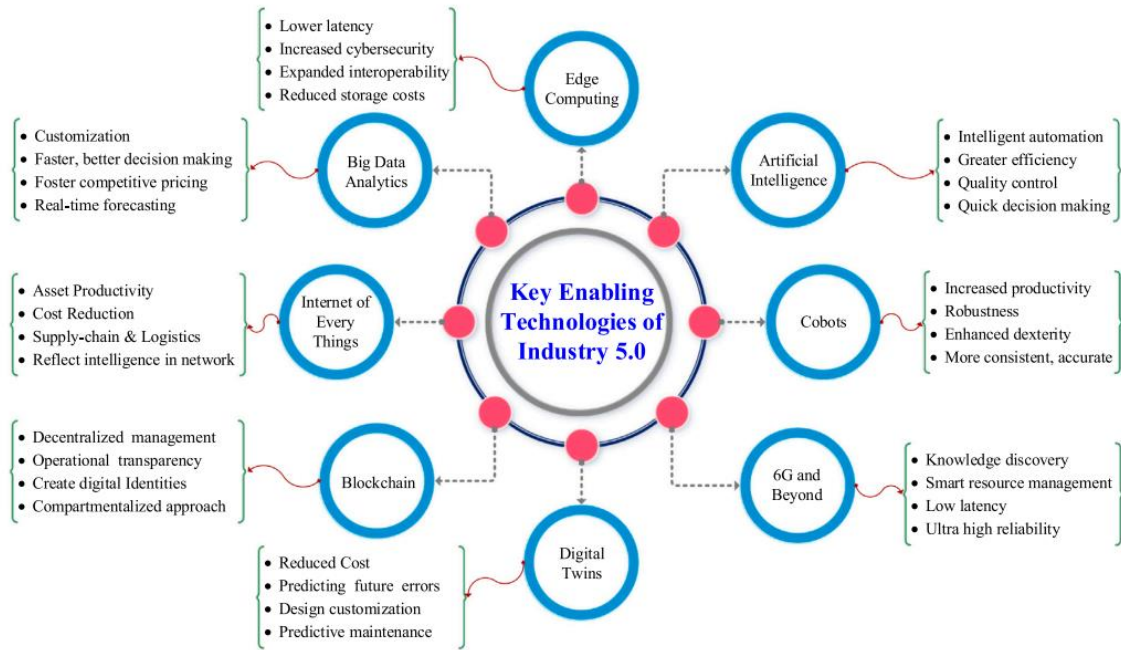 • Lower latency
• Increased cybersecurity
• Expanded interoperability
• Reduced storage costs
Edge
Computing
• Customization
• Faster, better decision making
• Foster competitive pricing
• Real-time forecasting
Big Data
Analytics
Artificial
Intelligence
• Intelligent automation
• Greater efficiency
• Quality control
• Quick decision making
• Asset Productivity
• Cost Reduction
• Supply-chain & Logistics
• Reflect intelligence in network
Internet of
Every
Things
Key Enabling
Technologies of
Industry 5.0
Cobots
• Increased productivity
• Robustness
• Enhanced dexterity
• More consistent, accurate
• Decentralized management
• Operational transparency
• Create digital Identities
• Compartmentalized approach
Blockchain
6G and
Beyond
• Knowledge discovery
• Smart resource management
• Low latency
• Ultra high reliability
• Reduced Cost
• Predicting future errors
• Design customization
• Predictive maintenance
Digital
Twins